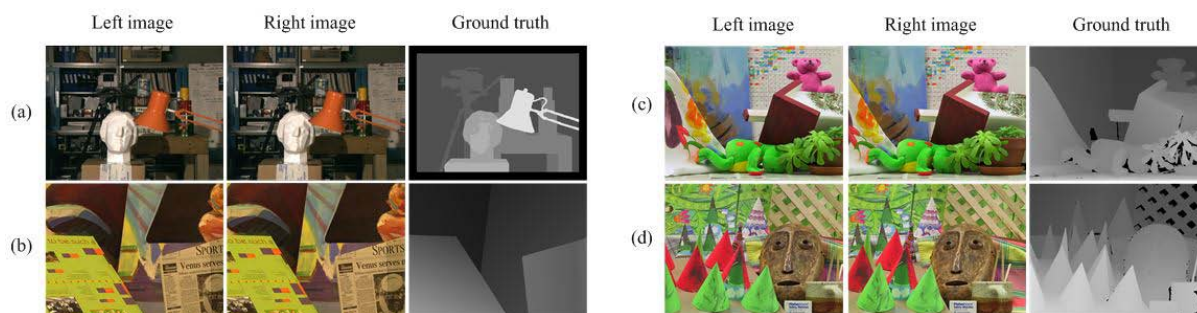 Left image Right image Ground truth
(a)
(b)
SPORTS
Venus serves
Left image Right image Ground truth
(c)
(d)